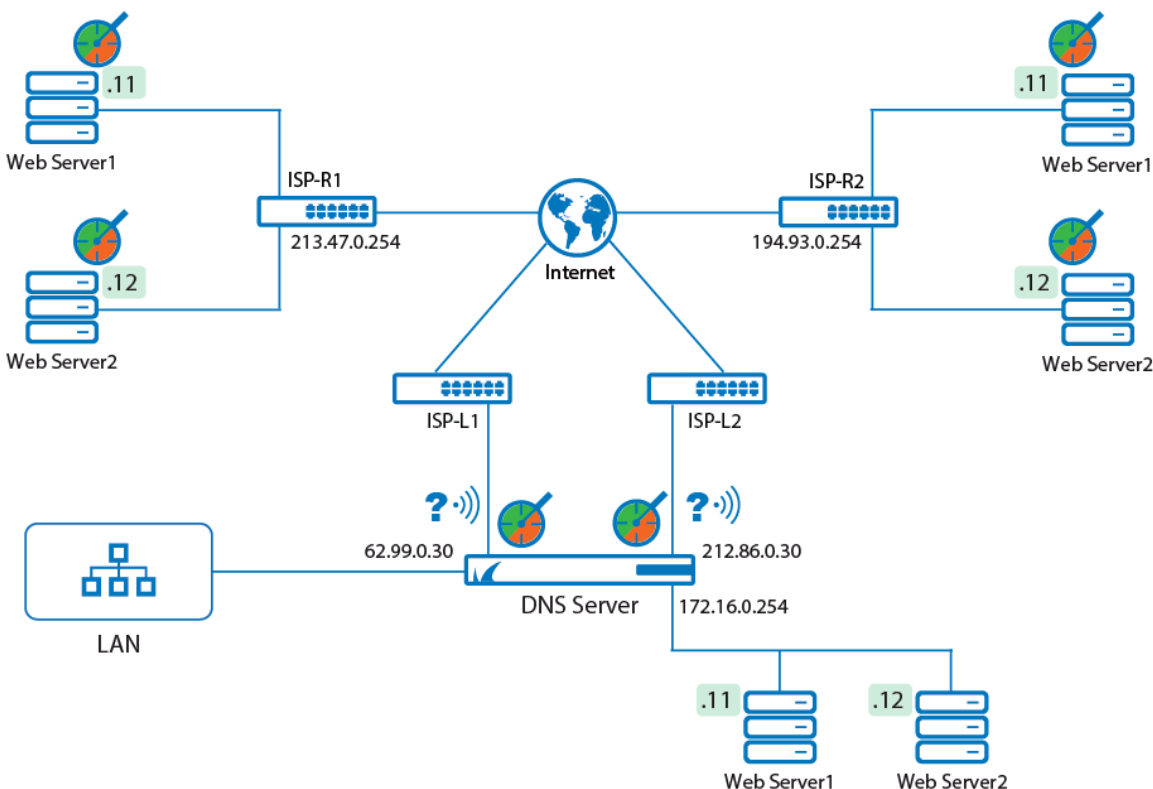 .11
Web Server1
ISP-R1
213.47.0.254
.12
Web Server2
Internet
ISP-R2
194.93.0.254
.11
Web Server1
.12
Web Server2
ISP-L1
ISP-L2
?
?
62.99.0.30
212.86.0.30
DNS Server
172.16.0.254
LAN
.11
Web Server1
.12
Web Server2